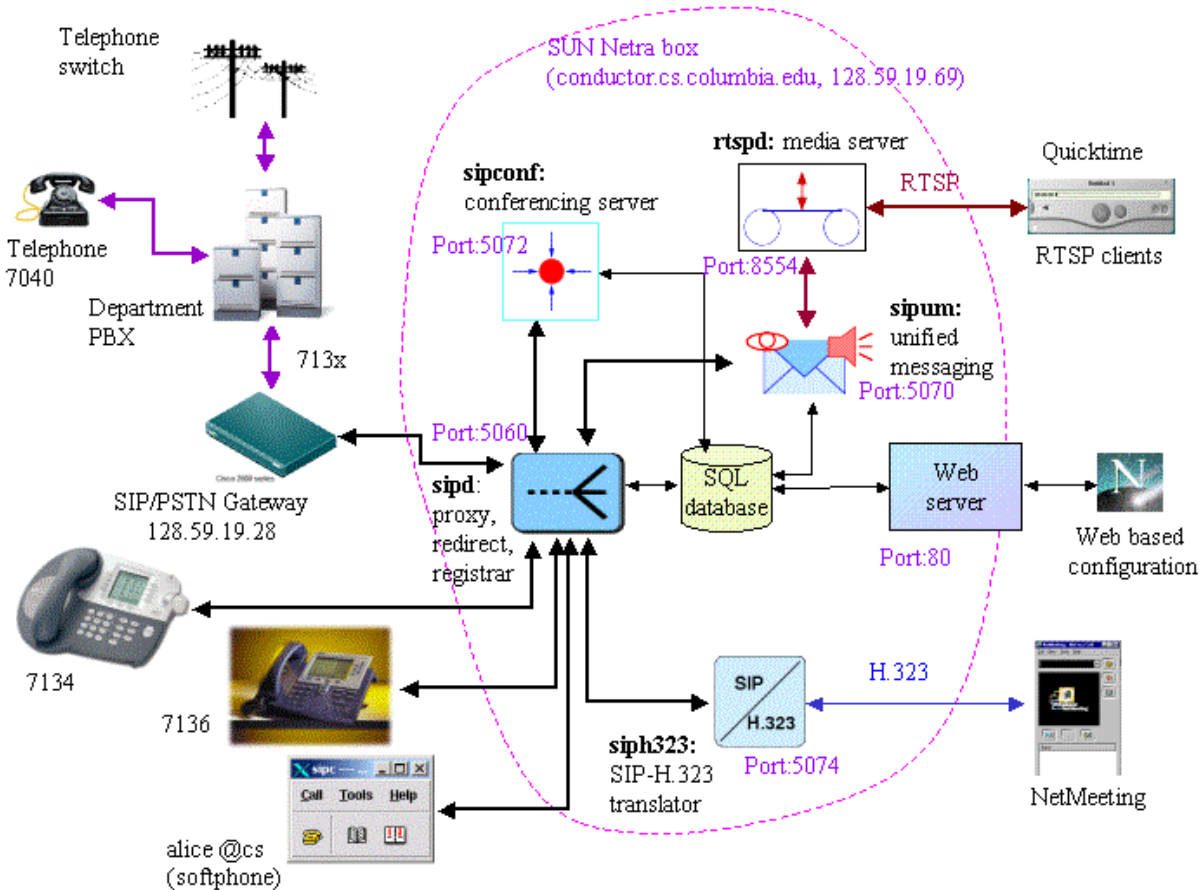 Telephone
switch
SUN Netra box
(conductor.cs.columbia.edu, 128.59.19.69)
rtspd: media server
Quicktime
sipconf:
conferencing server
RTSP
Port:5072
Port:8554
RTSP clients
Telephone
7040
Department
PBX
sipum:
unified
messaging
713x
Port:5070
Port:5060
Cisco 2600 series
SIP/PSTN Gateway
128.59.19.28
sipd:
proxy,
redirect,
registrar
SQL
database
Web
server
N
Port:80
Web based
configuration
7134
7136
SIP
H.323
H.323
siph323:
SIP-H.323
translator
Port:5074
NetMeeting
sipc
Call Tools Help
alice @cs
(softphone)